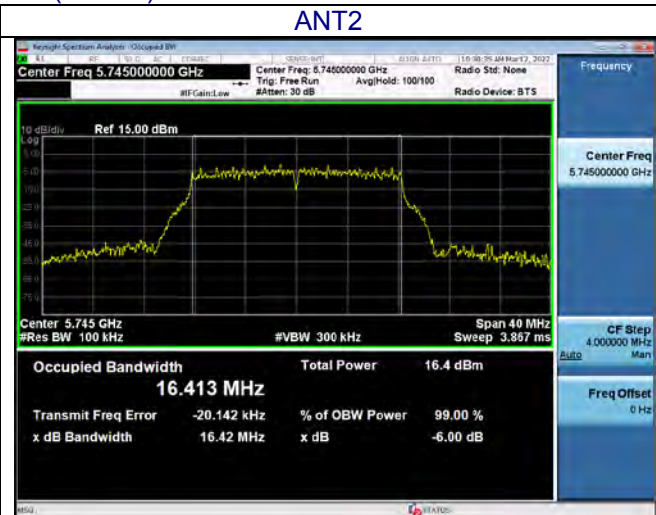 ANT2
Keysight Spectrum Analyzer - Occupied BW
Center Freq 5.745000000 GHz
Center Freq: 5.745000000 GHz
Radio Std: None
Trig: Free Run Avg|Hold: 100/100
#IFGain:Low #Atten: 30 dB Radio Device: BTS
Frequency
10 dB/div Ref 15.00 dBm
Log
Center Freq
5.745000000 GHz
Center 5.745 GHz Span 40 MHz
#Res BW 100 kHz #VBW 300 kHz Sweep 3.867 ms
CF Step
4.000000 MHz
Auto Man
Occupied Bandwidth Total Power 16.4 dBm
16.413 MHz
Freq Offset
0 Hz
Transmit Freq Error -20.142 kHz % of OBW Power 99.00 %
x dB Bandwidth 16.42 MHz x dB -6.00 dB
MSG STATUS